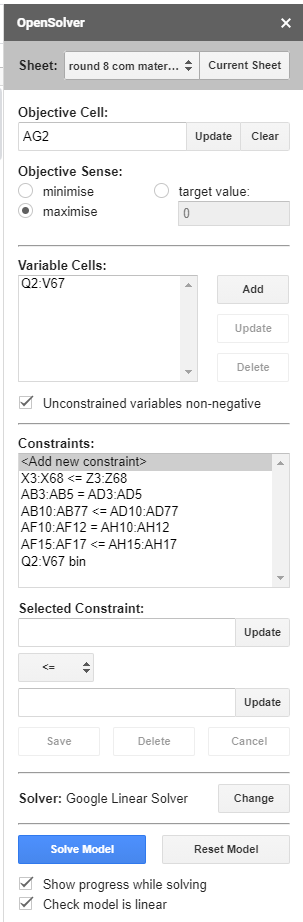 OpenSolver ×
Sheet: round 8 com mater... Current Sheet
Objective Cell:
AG2 Update Clear
Objective Sense:
minimise target value:
maximise 0
Variable Cells:
Q2:V67 Add
Update
Delete
Unconstrained variables non-negative
Constraints:
<Add new constraint>
X3:X68 <= Z3:Z68
AB3:AB5 = AD3:AD5
AB10:AB77 <= AD10:AD77
AF10:AF12 = AH10:AH12
AF15:AF17 <= AH15:AH17
Q2:V67 bin
Selected Constraint:
Update
<=
Update
Save Delete Cancel
Solver: Google Linear Solver Change
Solve Model Reset Model
Show progress while solving
Check model is linear